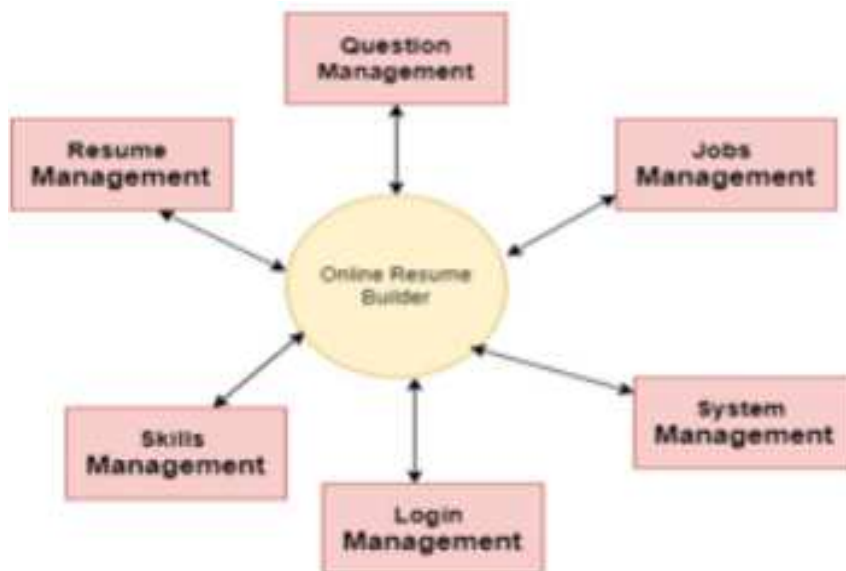 Question
Management
Resume
Management
Jobs
Management
Online Resume
Builder
System
Management
Skills
Management
Login
Management